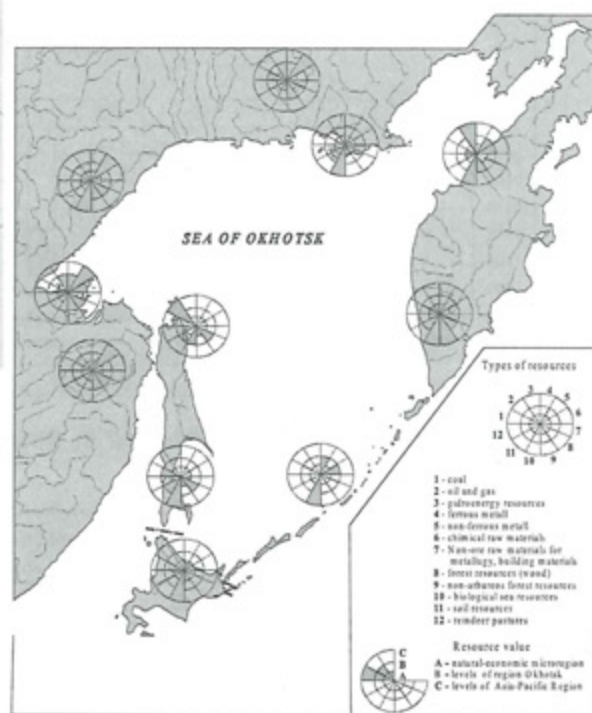 SEA OF OKHOTSK
Types of resources
3 4
2 5
1 6
12 7
11 8
10 9
1 - coal
2 - oil and gas
3 - gidroenergy resources
4 - ferrous metall
5 - non-ferrous metall
6 - chimical raw materials
7 - Non-ore raw materials for
metallugy, building materials
8 - forest resources (wood)
9 - non-arboreus forest resources
10 - biological sea resources
11 - soil resources
12 - reindeer pastures
Resource value
C
B
A
A - natural-economic microregion
B - levels of region Okhotsk
C - levels of Asia-Pacific Region